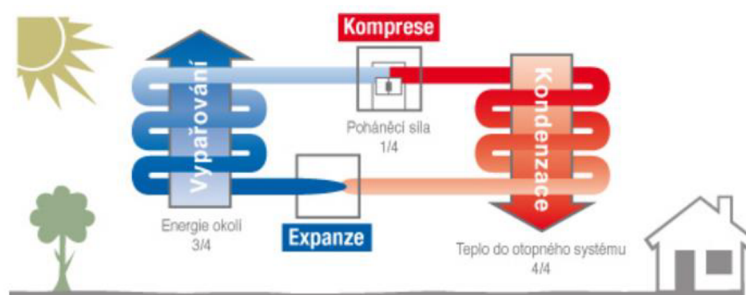 Komprese
Vypařování
Kondenzace
Poháněcí síla
1/4
Energie okolí
3/4
Expanze
Teplo do otopného systému
4/4